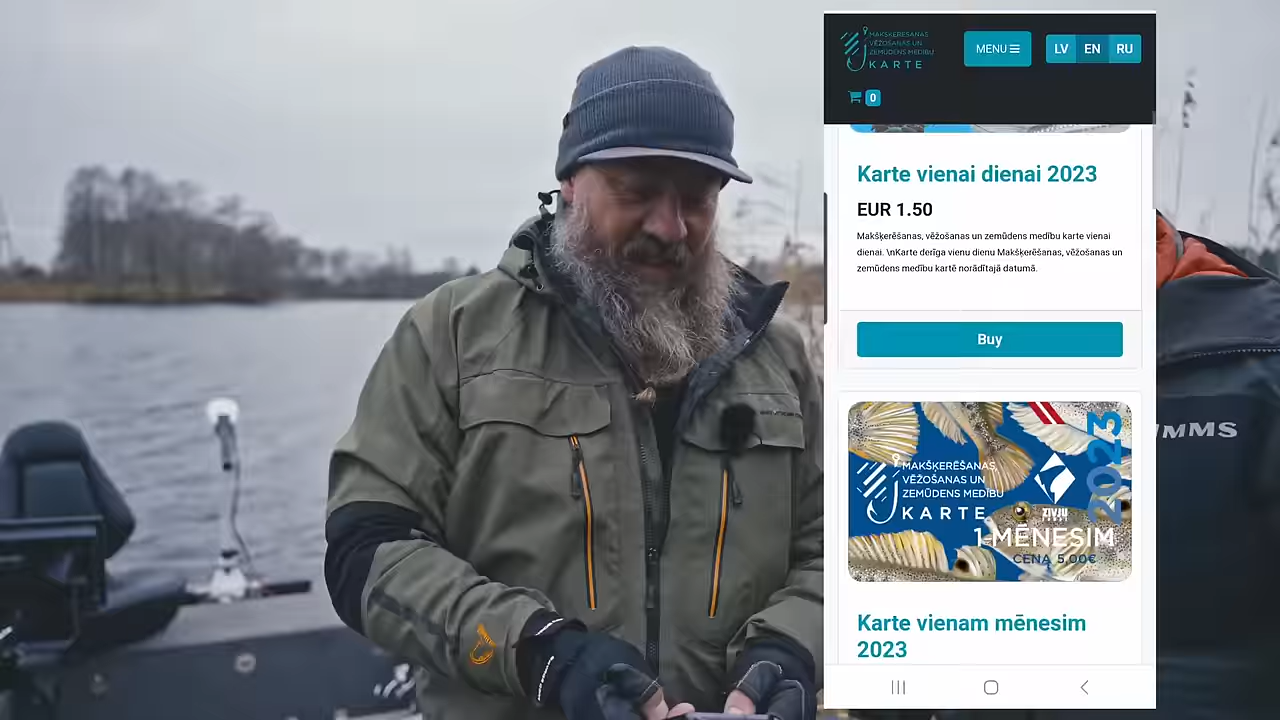 MAKŠĶERĒŠANAS,
VĒŽOŠANAS UN
ZEMŪDENS MEDĪBU
KARTE
MENU
LV EN RU
0
Karte vienai dienai 2023
EUR 1.50
Makšķerēšanas, vēžošanas un zemūdens medību karte vienai
dienai. \nKarte derīga vienu dienu Makšķerēšanas, vēžošanas un
zemūdens medību kartē norādītajā datumā.
Buy
MAKŠĶERĒŠANAS,
VĒŽOŠANAS UN
ZEMŪDENS MEDĪBU
KARTE
ZIVJU
2023
1 MĒNESIM
CENA 5,00€
Karte vienam mēnesim
2023
MMS